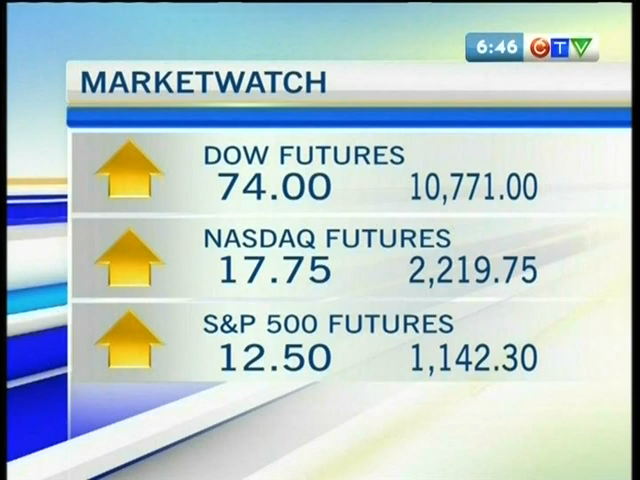 6:46 CTV
MARKETWATCH
DOW FUTURES
74.00 10,771.00
NASDAQ FUTURES
17.75 2,219.75
S&P 500 FUTURES
12.50 1,142.30